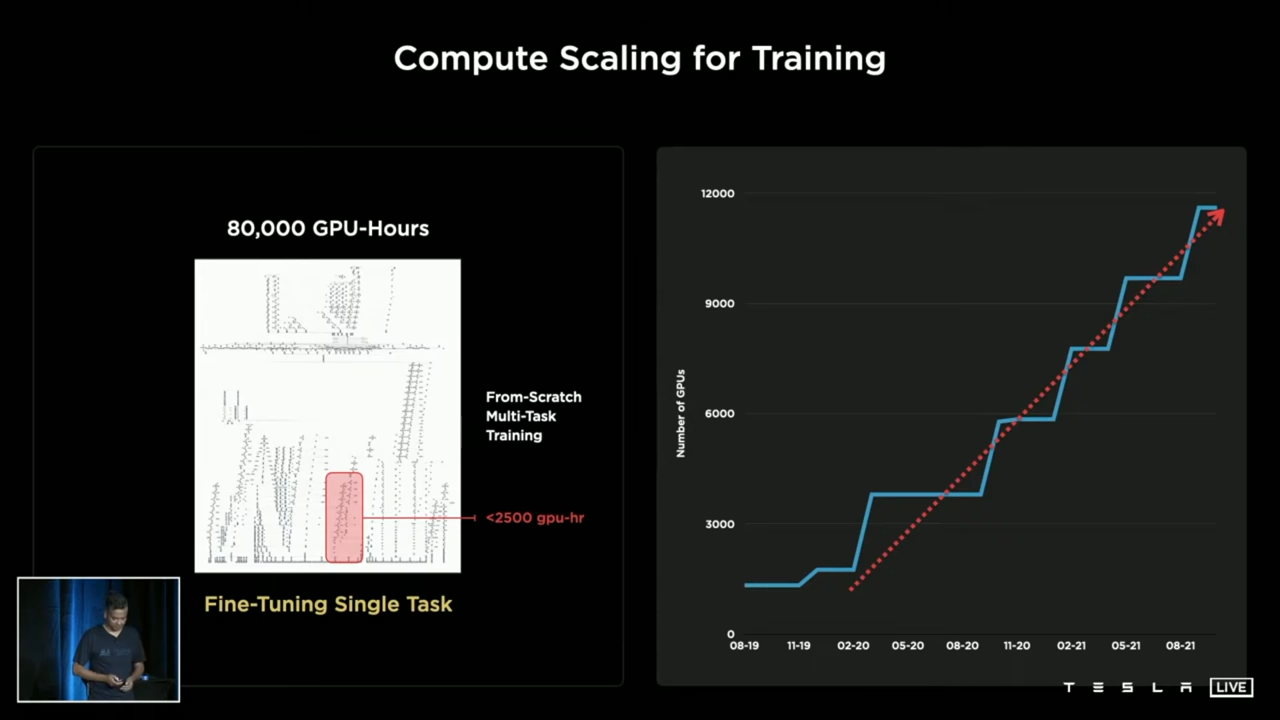 Compute Scaling for Training
80,000 GPU-Hours
From-Scratch
Multi-Task
Training
<2500 gpu-hr
Fine-Tuning Single Task
Number of GPUs
12000
9000
6000
3000
0
08-19 11-19 02-20 05-20 08-20 11-20 02-21 05-21 08-21
TESLA LIVE